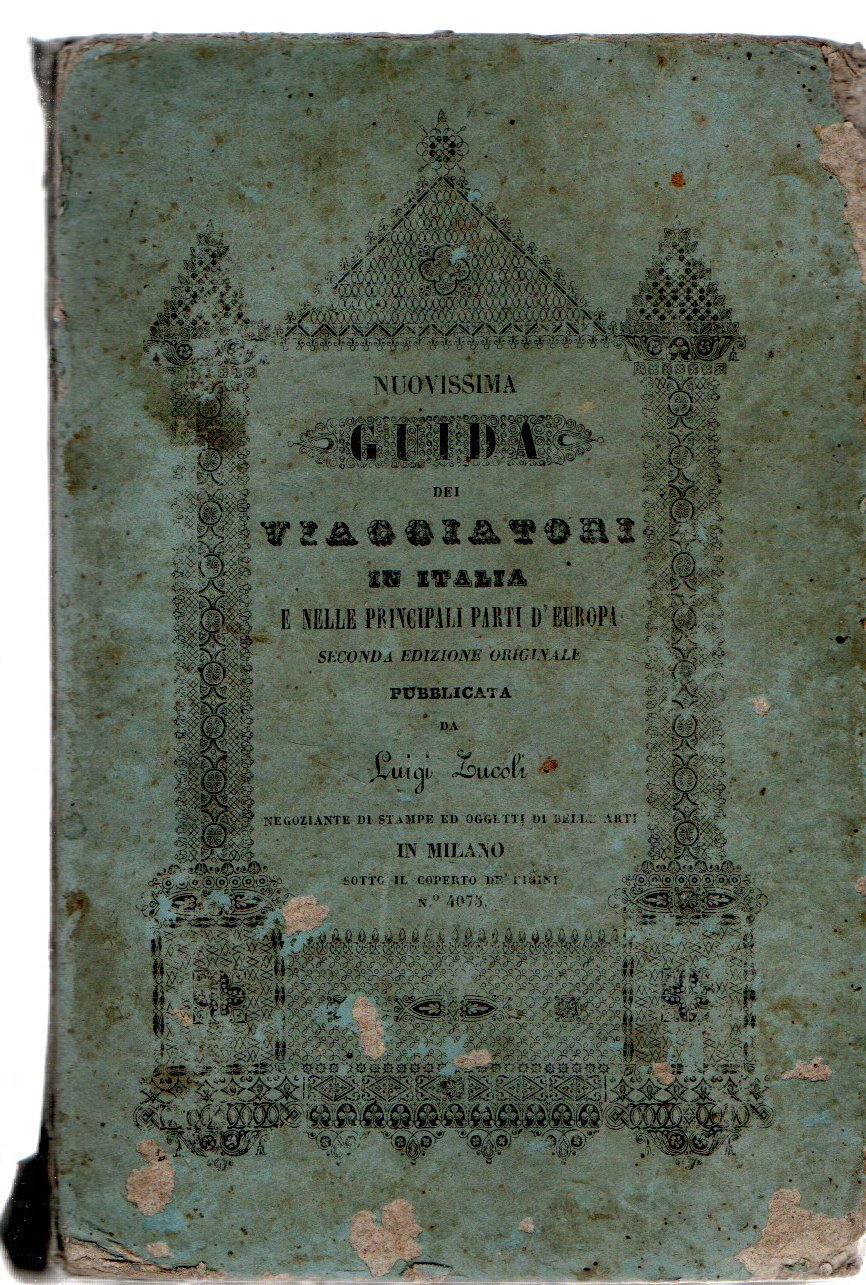 NUOVISSIMA
GUIDA
DEI
VIAGGIATORI
IN ITALIA
E NELLE PRINCIPALI PARTI D'EUROPA
SECONDA EDIZIONE ORIGINALE
PUBBLICATA
DA
Luigi Zucoli
NEGOZIANTE DI STAMPE ED OGGETTI DI BELLE ARTI
IN MILANO
SOTTO IL COPERTO DE' FIGINI
N.º 4075.